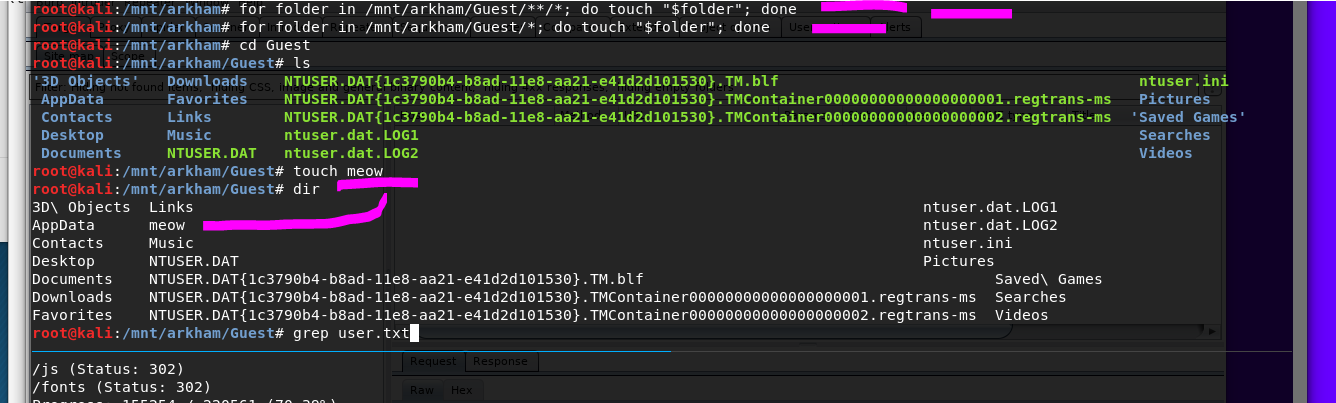 root@kali:/mnt/arkham# for folder in /mnt/arkham/Guest/**/*; do touch "$folder"; done
root@kali:/mnt/arkham# for folder in /mnt/arkham/Guest/*; do touch "$folder"; done
root@kali:/mnt/arkham# cd Guest
root@kali:/mnt/arkham/Guest# ls
'3D Objects' Downloads NTUSER.DAT{1c3790b4-b8ad-11e8-aa21-e41d2d101530}.TM.blf ntuser.ini
AppData Favorites NTUSER.DAT{1c3790b4-b8ad-11e8-aa21-e41d2d101530}.TMContainer00000000000000000001.regtrans-ms Pictures
Contacts Links NTUSER.DAT{1c3790b4-b8ad-11e8-aa21-e41d2d101530}.TMContainer00000000000000000002.regtrans-ms 'Saved Games'
Desktop Music ntuser.dat.LOG1 Searches
Documents NTUSER.DAT ntuser.dat.LOG2 Videos
root@kali:/mnt/arkham/Guest# touch meow
root@kali:/mnt/arkham/Guest# dir
3D\ Objects Links ntuser.dat.LOG1
AppData meow ntuser.dat.LOG2
Contacts Music ntuser.ini
Desktop NTUSER.DAT Pictures
Documents NTUSER.DAT{1c3790b4-b8ad-11e8-aa21-e41d2d101530}.TM.blf Saved\ Games
Downloads NTUSER.DAT{1c3790b4-b8ad-11e8-aa21-e41d2d101530}.TMContainer00000000000000000001.regtrans-ms Searches
Favorites NTUSER.DAT{1c3790b4-b8ad-11e8-aa21-e41d2d101530}.TMContainer00000000000000000002.regtrans-ms Videos
root@kali:/mnt/arkham/Guest# grep user.txt
Request Response
/js (Status: 302)
/fonts (Status: 302)
Raw Hex